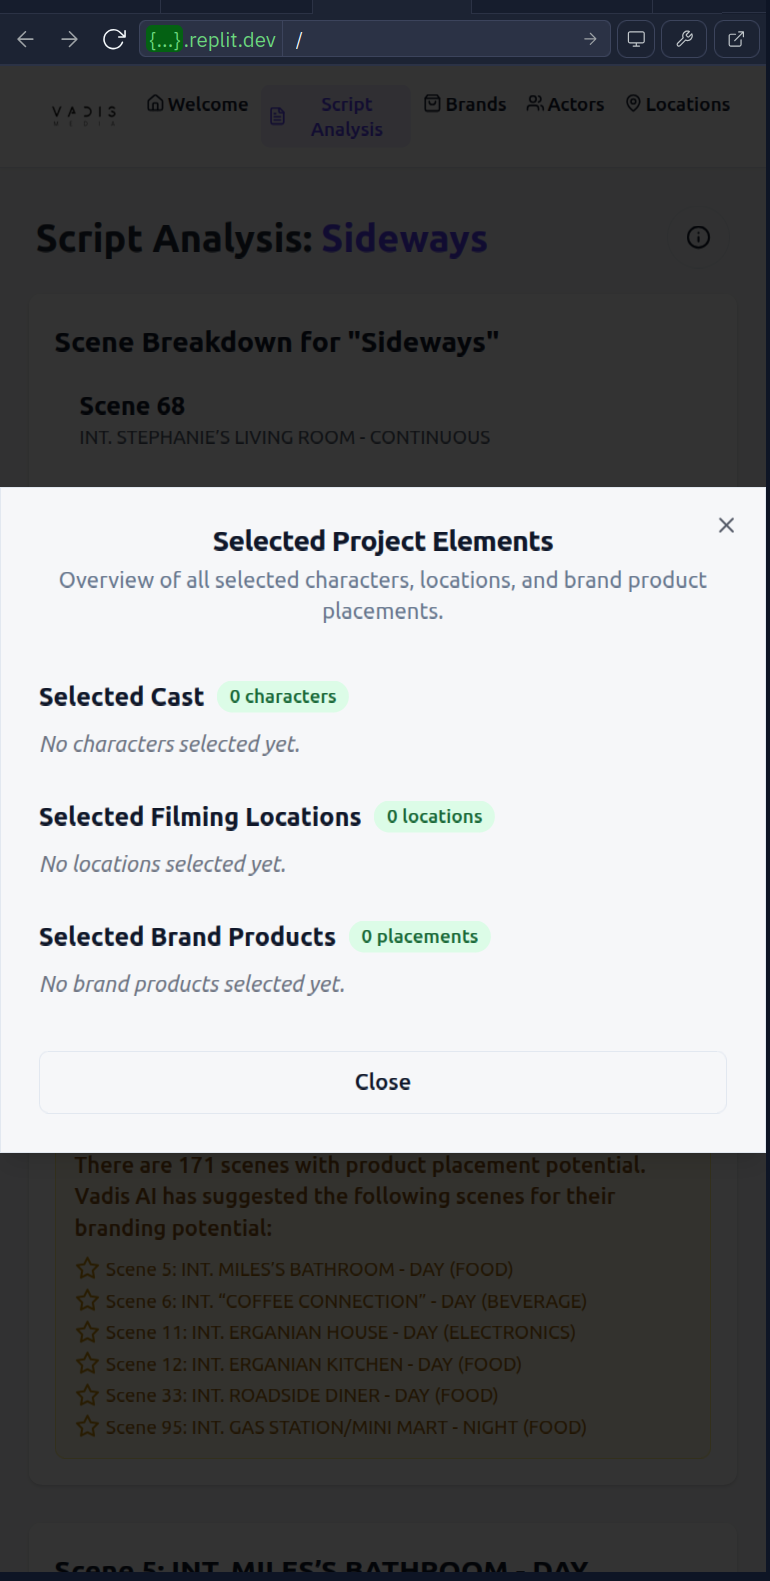 {...}.replit.dev /
VADIS
MEDIA
Welcome
Script
Analysis
Brands
Actors
Locations
Script Analysis: Sideways
Scene Breakdown for "Sideways"
Scene 68
INT. STEPHANIE’S LIVING ROOM - CONTINUOUS
Selected Project Elements
Overview of all selected characters, locations, and brand product
placements.
Selected Cast 0 characters
No characters selected yet.
Selected Filming Locations 0 locations
No locations selected yet.
Selected Brand Products 0 placements
No brand products selected yet.
Close
There are 171 scenes with product placement potential.
Vadis AI has suggested the following scenes for their
branding potential:
Scene 5: INT. MILES’S BATHROOM - DAY (FOOD)
Scene 6: INT. “COFFEE CONNECTION” - DAY (BEVERAGE)
Scene 11: INT. ERGANIAN HOUSE - DAY (ELECTRONICS)
Scene 12: INT. ERGANIAN KITCHEN - DAY (FOOD)
Scene 33: INT. ROADSIDE DINER - DAY (FOOD)
Scene 95: INT. GAS STATION/MINI MART - NIGHT (FOOD)
Scene 5: INT. MILES’S BATHROOM - DAY